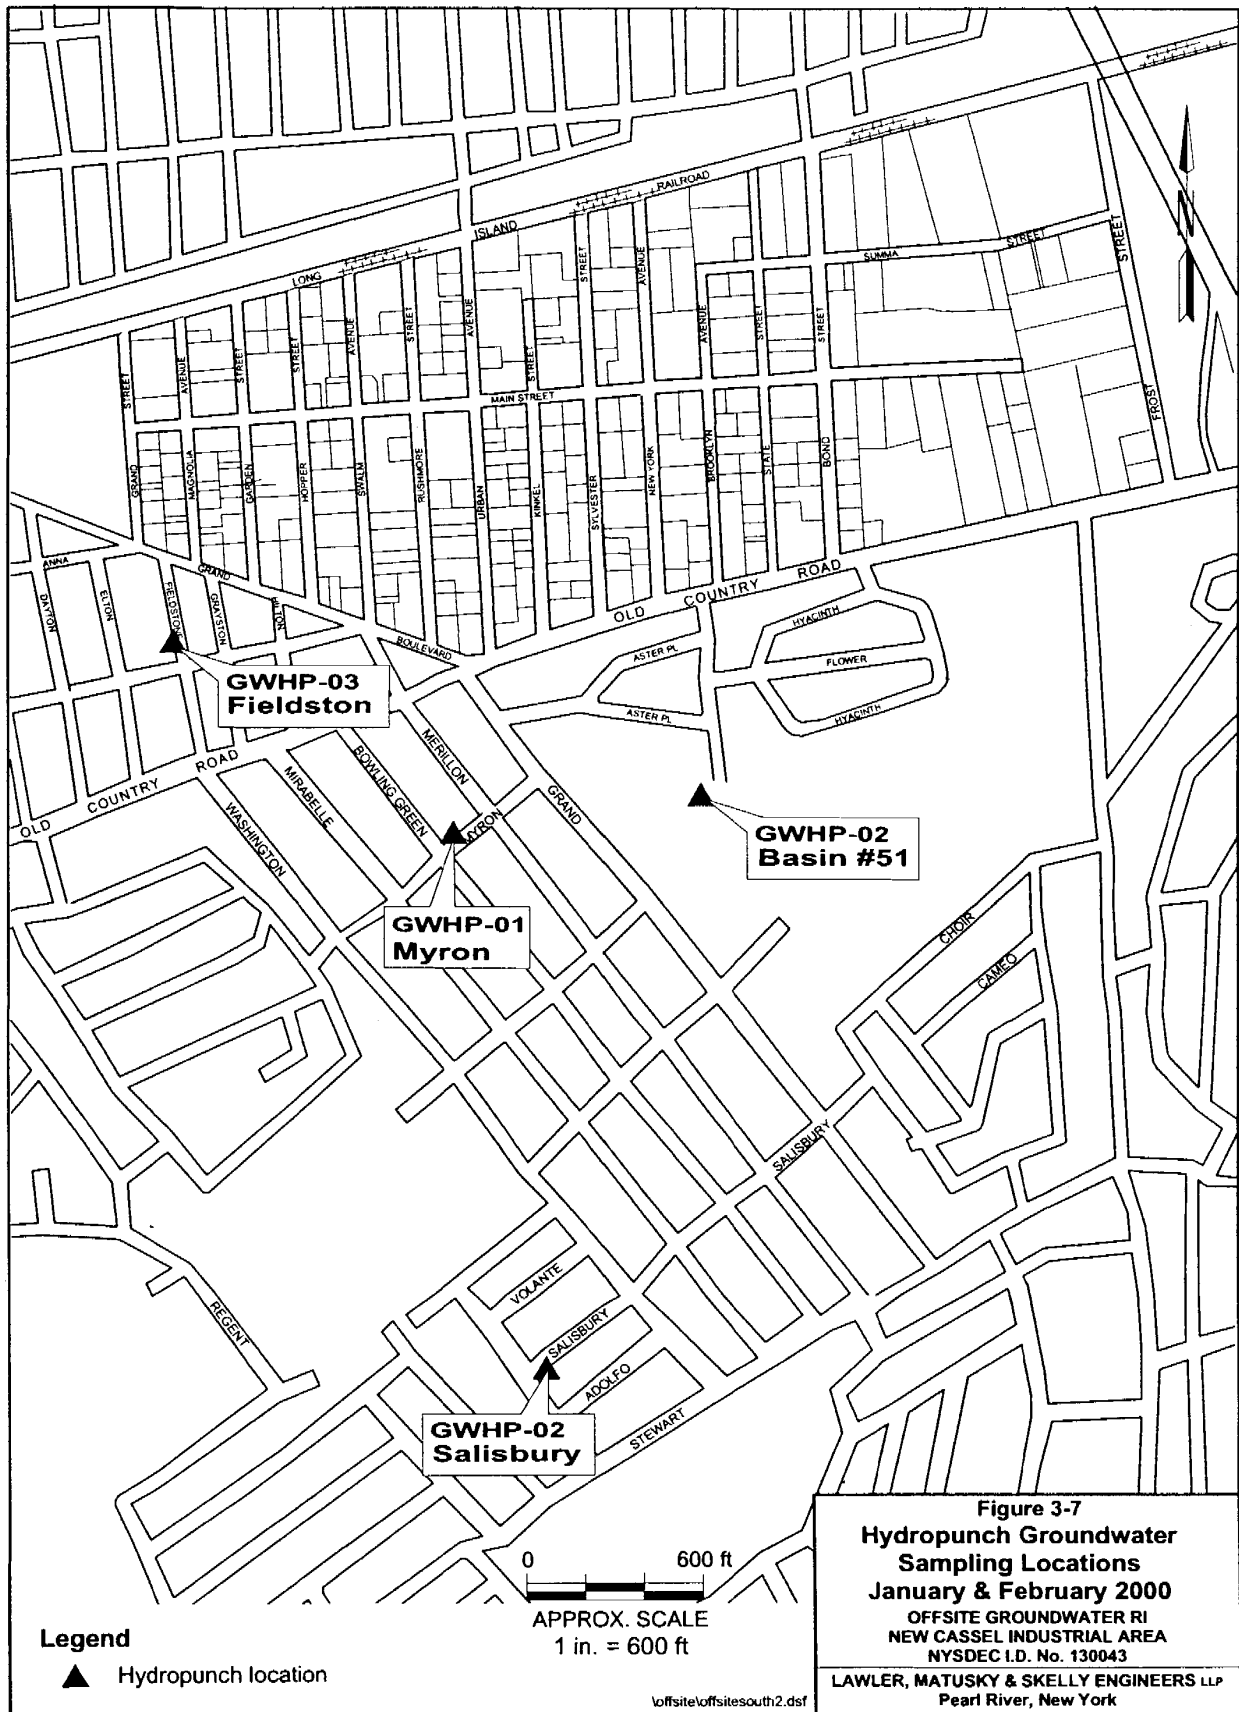 LONG
ISLAND
RAILROAD
SUMMA
STREET
STREET
FROST
STREET
AVENUE
STREET
STREET
AVENUE
STREET
AVENUE
STREET
STREET
AVENUE
AVENUE
STREET
STREET
MAIN STREET
GRAND
MAGNOLIA
GARDEN
HOPPER
SWALM
RUSHMORE
URBAN
KINKEL
SYLVESTER
NEW YORK
BROOKLYN
STATE
BOND
ANNA
DAYTON
ELTON
FIELDSTONE
GRAYSTON
HILTON
GRAND
BOULEVARD
OLD COUNTRY ROAD
HYACINTH
ASTER PL
FLOWER
ASTER PL
HYACINTH
GWHP-03
Fieldston
OLD COUNTRY ROAD
WASHINGTON
MIRABELLE
BOWLING GREEN
MERILLON
MYRON
GRAND
GWHP-02
Basin #51
GWHP-01
Myron
CHOIR
CAMEO
SALISBURY
REGENT
VOLANTE
SALISBURY
ADOLFO
STEWART
GWHP-02
Salisbury
N
0 600 ft
APPROX. SCALE
1 in. = 600 ft
Legend
Hydropunch location
\offsite\offsitesouth2.dsf
Figure 3-7
Hydropunch Groundwater
Sampling Locations
January & February 2000
OFFSITE GROUNDWATER RI
NEW CASSEL INDUSTRIAL AREA
NYSDEC I.D. No. 130043
LAWLER, MATUSKY & SKELLY ENGINEERS LLP
Pearl River, New York